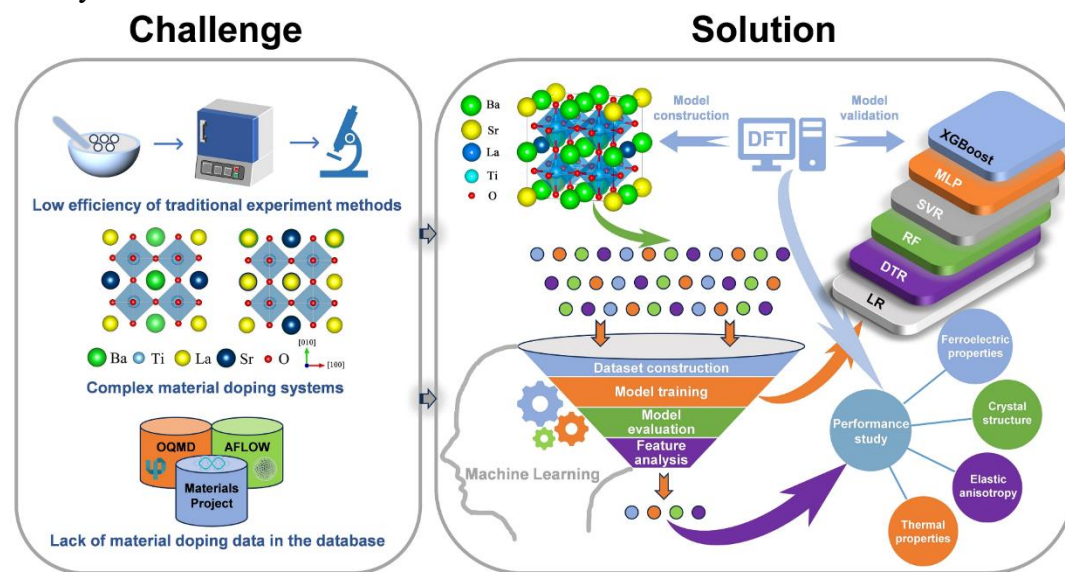 Challenge
Solution
Low efficiency of traditional experiment methods
[010]
[100]
Ba
Ti
La
Sr
O
Complex material doping systems
OQMD
AFLOW
Materials
Project
Lack of material doping data in the database
Ba
Sr
La
Ti
O
Model
construction
DFT
Model
validation
XGBoost
MLP
SVR
RF
DTR
LR
Dataset construction
Model training
Model
evaluation
Feature
analysis
Machine Learning
Performance
study
Ferroelectric
properties
Crystal
structure
Elastic
anisotropy
Thermal
properties